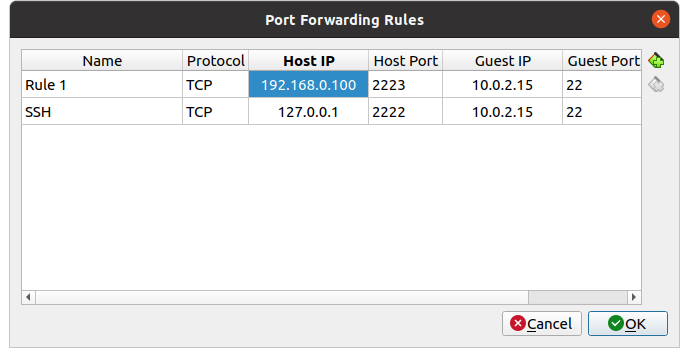 Port Forwarding Rules
Name Protocol Host IP Host Port Guest IP Guest Port
Rule 1 TCP 192.168.0.100 2223 10.0.2.15 22
SSH TCP 127.0.0.1 2222 10.0.2.15 22
Cancel OK